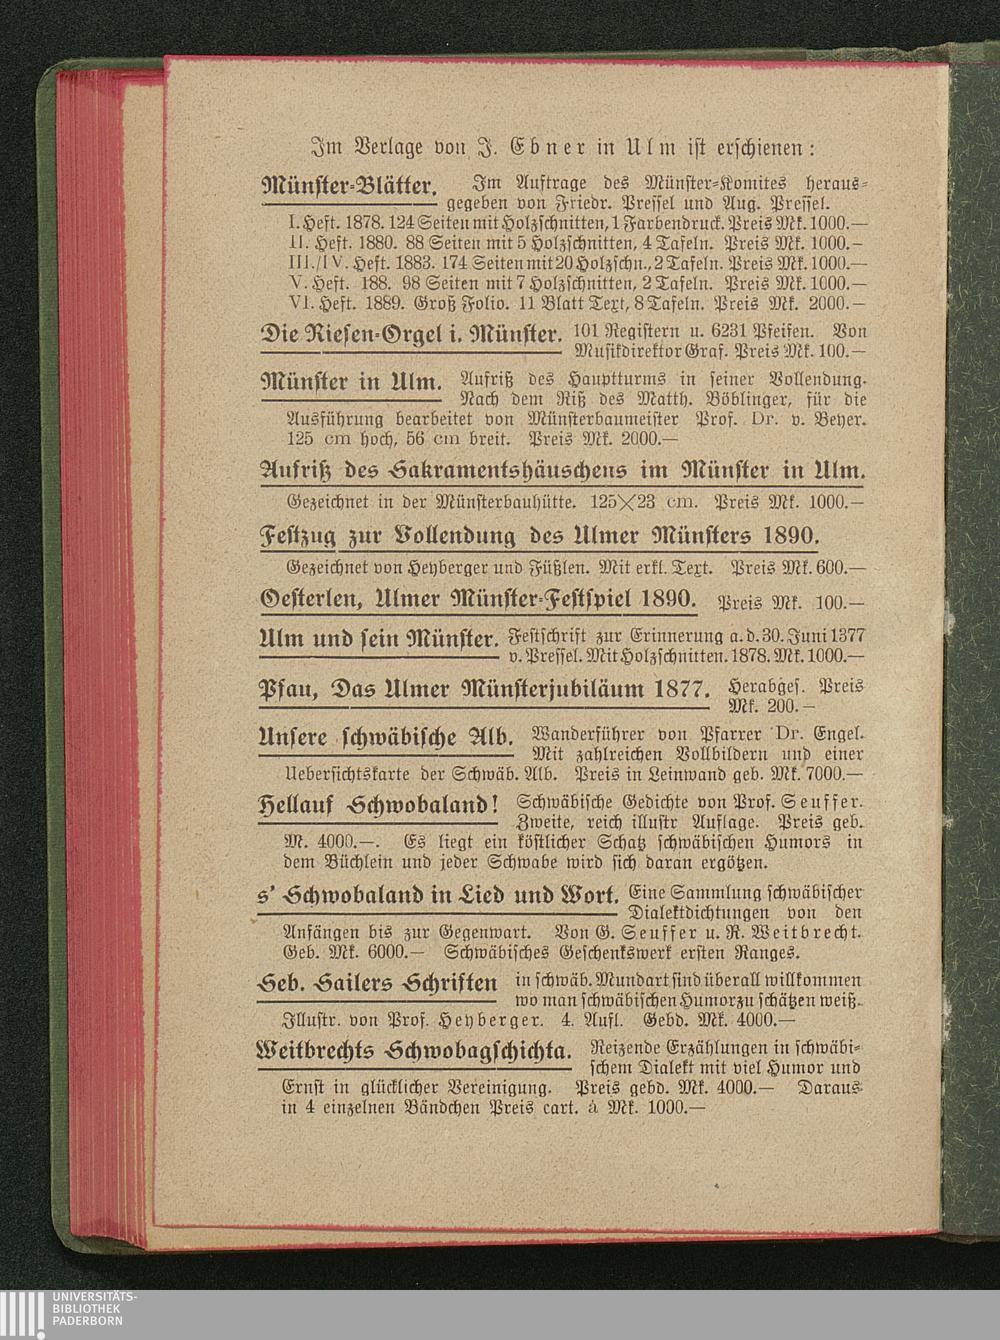 Im Verlage von J. Ebner in Ulm ist erschienen:
Münster-Blätter. Im Auftrage des Münster-Komites heraus-
gegeben von Friedr. Pressel und Aug. Pressel.
I. Heft. 1878. 124 Seiten mit Holzschnitten, 1 Farbendruck. Preis Mk. 1000.—
II. Heft. 1880. 88 Seiten mit 5 Holzschnitten, 4 Tafeln. Preis Mk. 1000.—
III./IV. Heft. 1883. 174 Seiten mit 20 Holzschn., 2 Tafeln. Preis Mk. 1000.—
V. Heft. 188. 98 Seiten mit 7 Holzschnitten, 2 Tafeln. Preis Mk. 1000.—
VI. Heft. 1889. Groß Folio. 11 Blatt Text, 8 Tafeln. Preis Mk. 2000.—
Die Riesen-Orgel i. Münster. 101 Registern u. 6231 Pfeifen. Von
Musikdirektor Graf. Preis Mk. 100.—
Münster in Ulm. Aufriß des Hauptturms in seiner Vollendung.
Nach dem Riß des Matth. Böblinger, für die
Ausführung bearbeitet von Münsterbaumeister Prof. Dr. v. Beyer.
125 cm hoch, 56 cm breit. Preis Mk. 2000.—
Aufriß des Sakramentshäuschens im Münster in Ulm.
Gezeichnet in der Münsterbauhütte. 125×23 cm. Preis Mk. 1000.—
Festzug zur Vollendung des Ulmer Münsters 1890.
Gezeichnet von Heyberger und Füßlen. Mit erkl. Text. Preis Mk. 600.—
Oesterlen, Ulmer Münster-Festspiel 1890. Preis Mk. 100.—
Ulm und sein Münster. Festschrift zur Erinnerung a. d. 30. Juni 1377
v. Pressel. Mit Holzschnitten. 1878. Mk. 1000.—
Pfau, Das Ulmer Münsterjubiläum 1877. Herabges. Preis
Mk. 200.—
Unsere schwäbische Alb. Wanderführer von Pfarrer Dr. Engel.
Mit zahlreichen Vollbildern und einer
Uebersichtskarte der Schwäb. Alb. Preis in Leinwand geb. Mk. 7000.—
Hellauf Schwobaland! Schwäbische Gedichte von Prof. Seuffer.
Zweite, reich illustr Auflage. Preis geb.
M. 4000.—. Es liegt ein köstlicher Schatz schwäbischen Humors in
dem Büchlein und jeder Schwabe wird sich daran ergötzen.
s' Schwobaland in Lied und Wort. Eine Sammlung schwäbischer
Dialektdichtungen von den
Anfängen bis zur Gegenwart. Von G. Seuffer u. R. Weitbrecht.
Geb. Mk. 6000.— Schwäbisches Geschenkswerk ersten Ranges.
Seb. Sailers Schriften in schwäb. Mundart sind überall willkommen
wo man schwäbischen Humor zu schätzen weiß.
Illustr. von Prof. Heyberger. 4. Aufl. Gebd. Mk. 4000.—
Weitbrechts Schwobagschichta. Reizende Erzählungen in schwäbi-
schem Dialekt mit viel Humor und
Ernst in glücklicher Vereinigung. Preis gebd. Mk. 4000.— Daraus
in 4 einzelnen Bändchen Preis cart. à Mk. 1000.—
UNIVERSITÄTS-
BIBLIOTHEK
PADERBORN